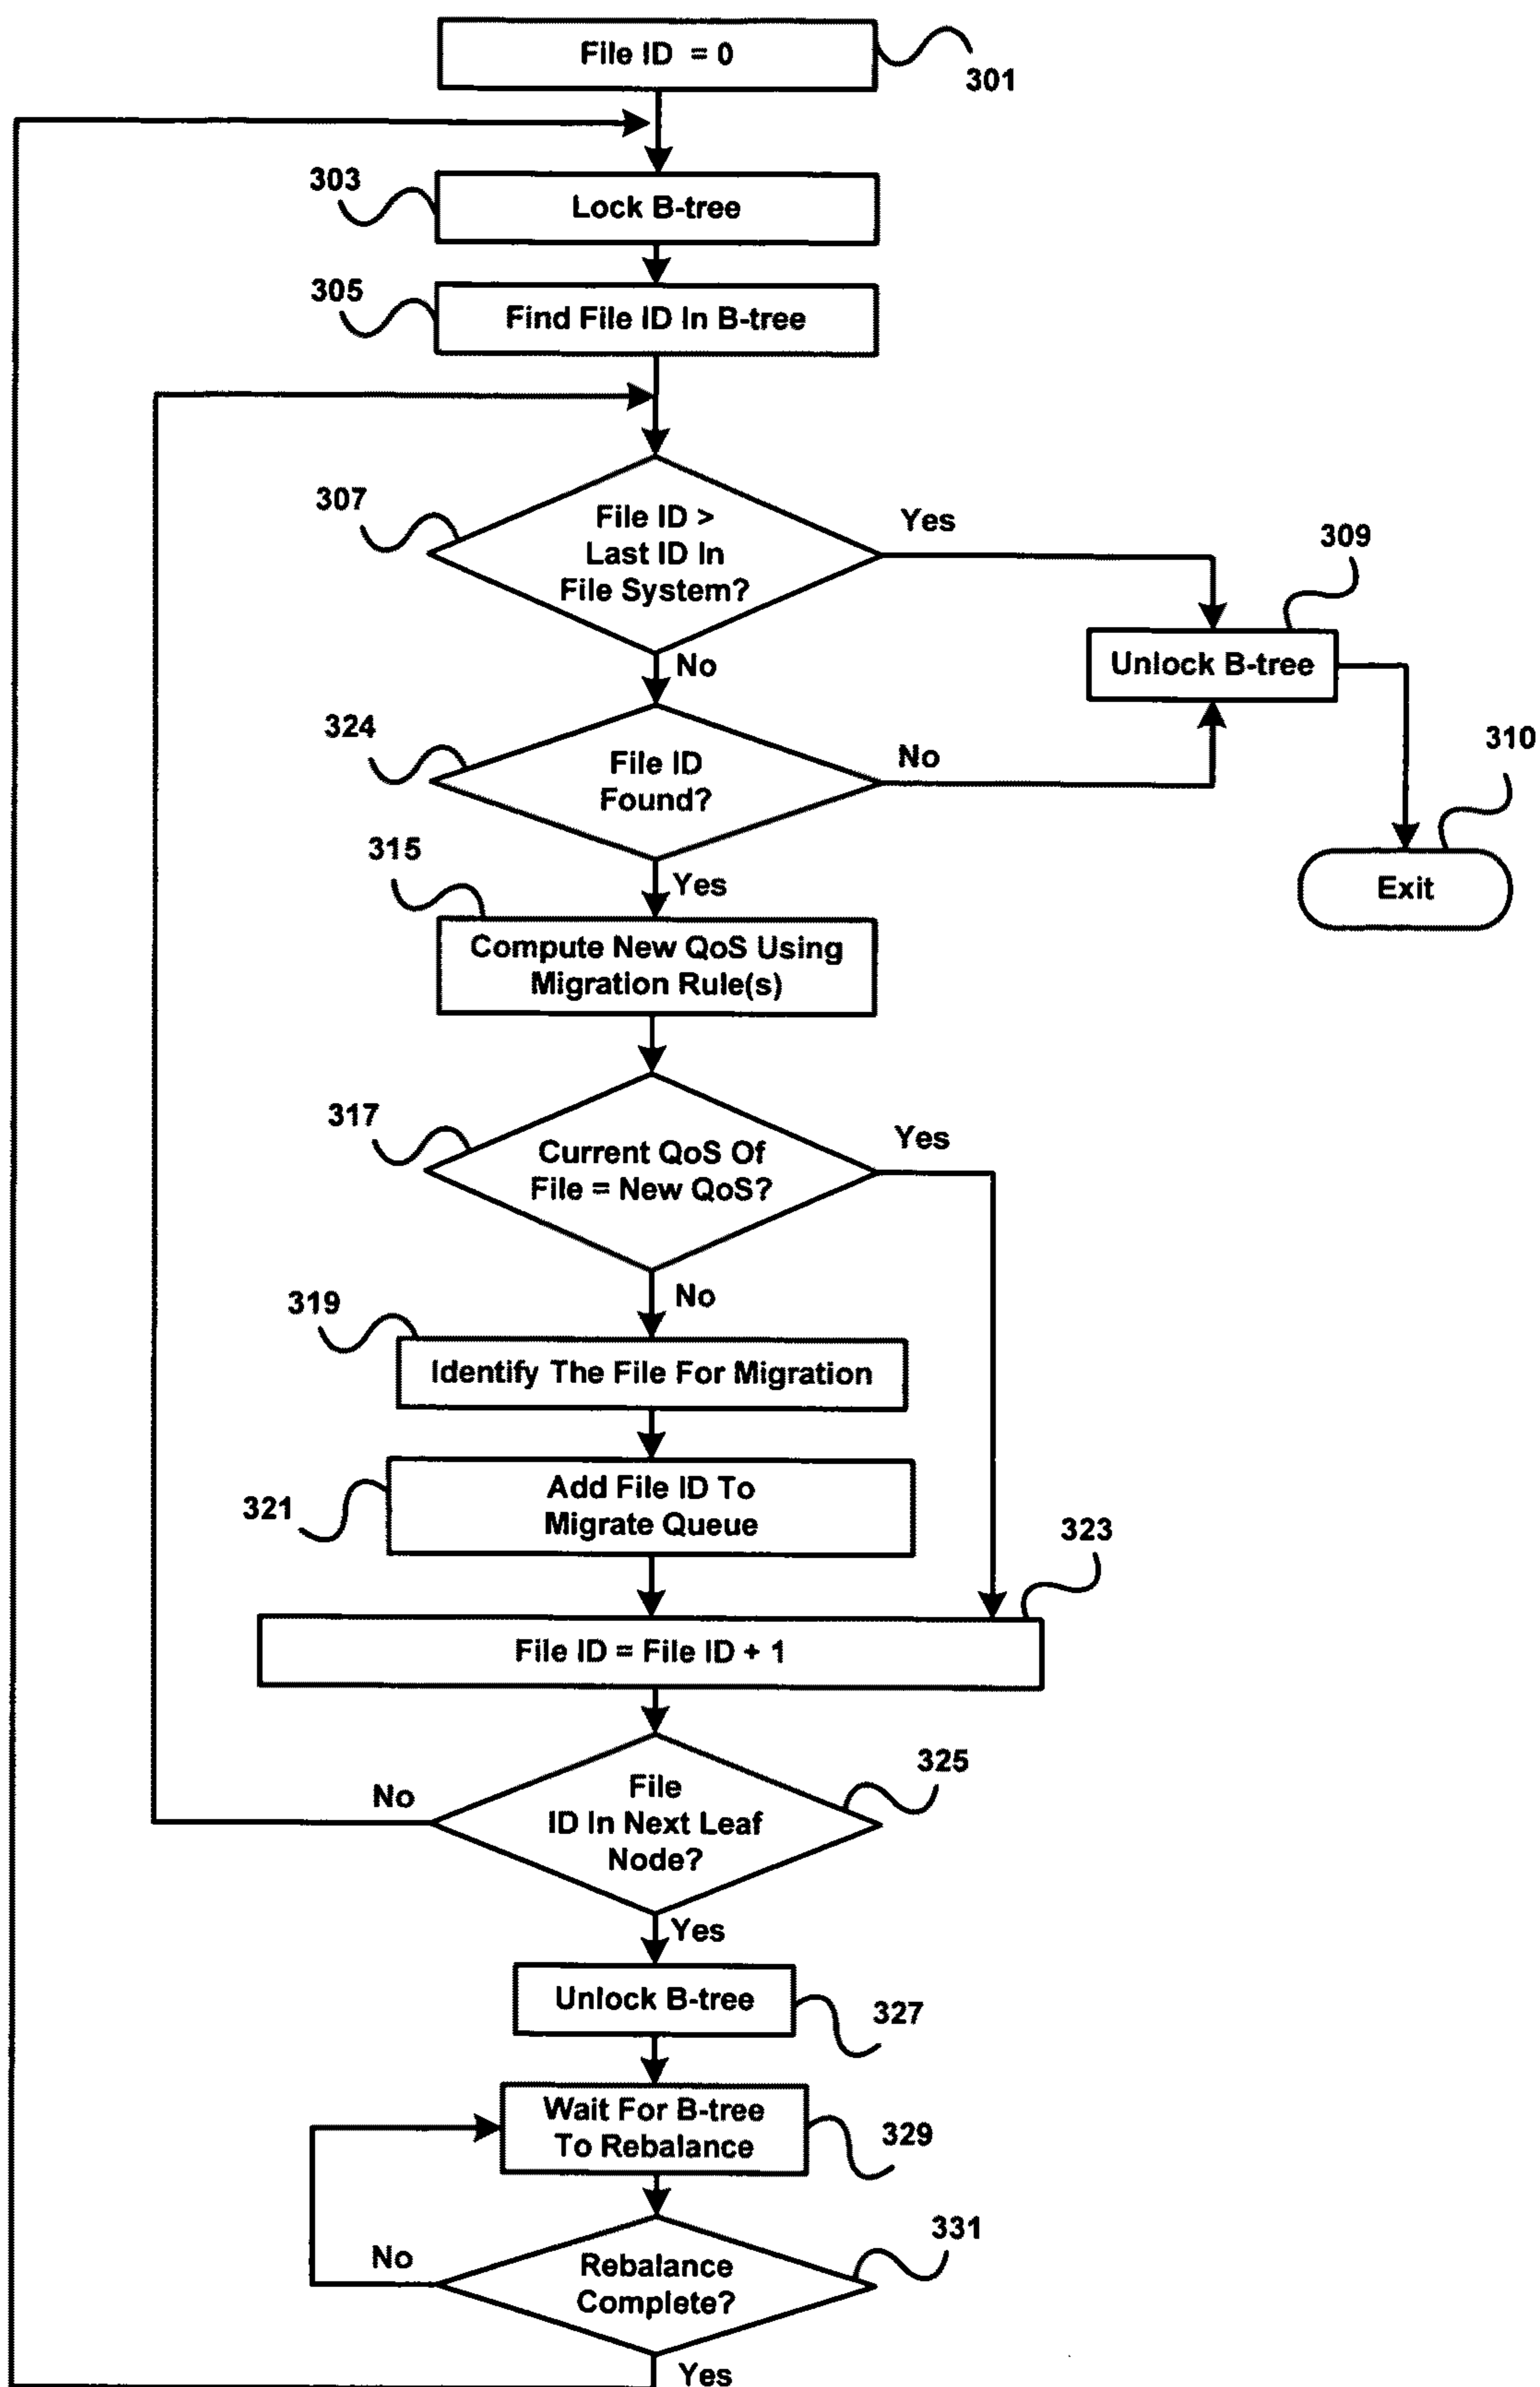 File ID = 0
301
303
Lock B-tree
305
Find File ID In B-tree
307
File ID >
Last ID In
File System?
Yes
309
Unlock B-tree
No
324
File ID
Found?
No
310
Exit
315
Yes
Compute New QoS Using
Migration Rule(s)
317
Current QoS Of
File = New QoS?
Yes
No
319
Identify The File For Migration
321
Add File ID To
Migrate Queue
323
File ID = File ID + 1
325
File
ID In Next Leaf
Node?
No
Yes
Unlock B-tree
327
Wait For B-tree
To Rebalance
329
331
Rebalance
Complete?
No
Yes